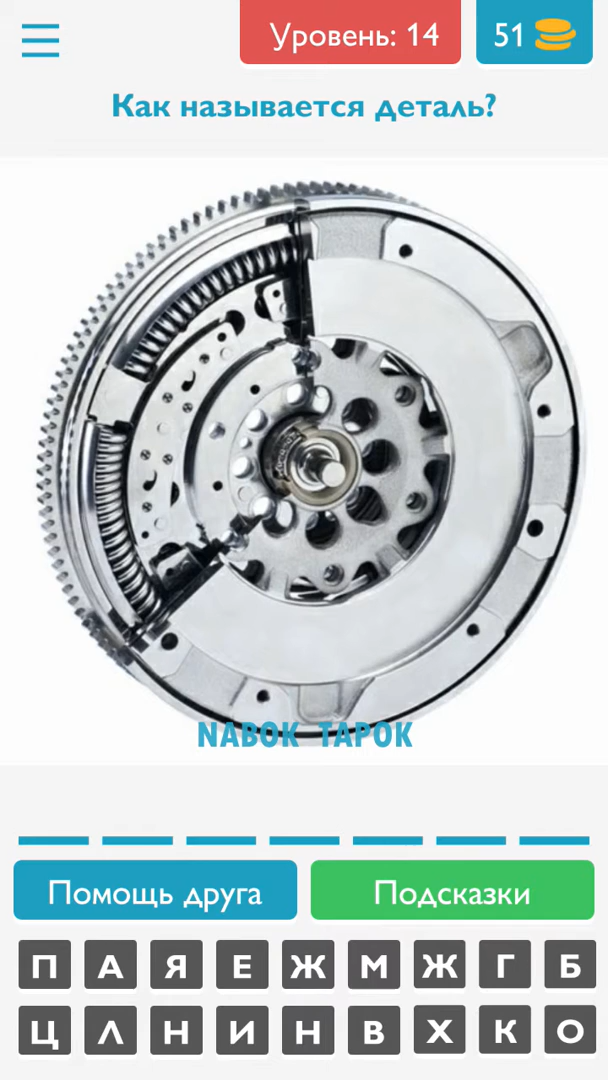 Уровень: 14
51
Как называется деталь?
NABOK TAPOK
Помощь друга
Подсказки
П А Я Е Ж М Ж Г Б
Ц Л Н И Н В Х К О